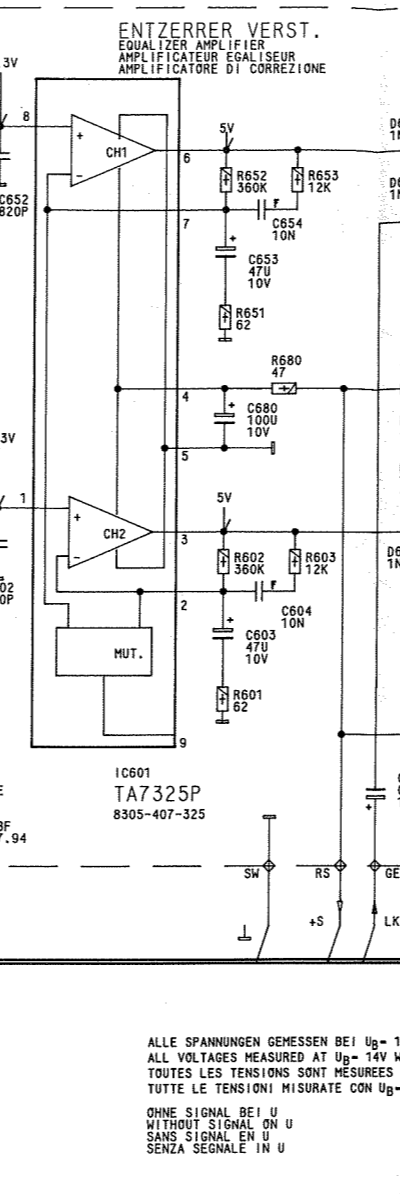 ENTZERRER VERST.
EQUALIZER AMPLIFIER
AMPLIFICATEUR EGALISEUR
AMPLIFICATORE DI CORREZIONE
3V
8
+
CH1
-
6
5V
R652
360K
R653
12K
F
C654
10N
C652
820P
7
+
C653
47U
10V
R651
62
R680
47
4
+
C680
100U
10V
3V
5
1
+
CH2
-
3
5V
R602
360K
R603
12K
F
C604
10N
02
0P
2
+
C603
47U
10V
MUT.
R601
62
9
IC601
TA7325P
8305-407-325
+
7.94
SW
RS
GE
+S
LK
ALLE SPANNUNGEN GEMESSEN BEI UB= 1
ALL VOLTAGES MEASURED AT UB= 14V W
TOUTES LES TENSIONS SONT MESUREES
TUTTE LE TENSIONI MISURATE CON UB=
OHNE SIGNAL BEI U
WITHOUT SIGNAL ON U
SANS SIGNAL EN U
SENZA SEGNALE IN U